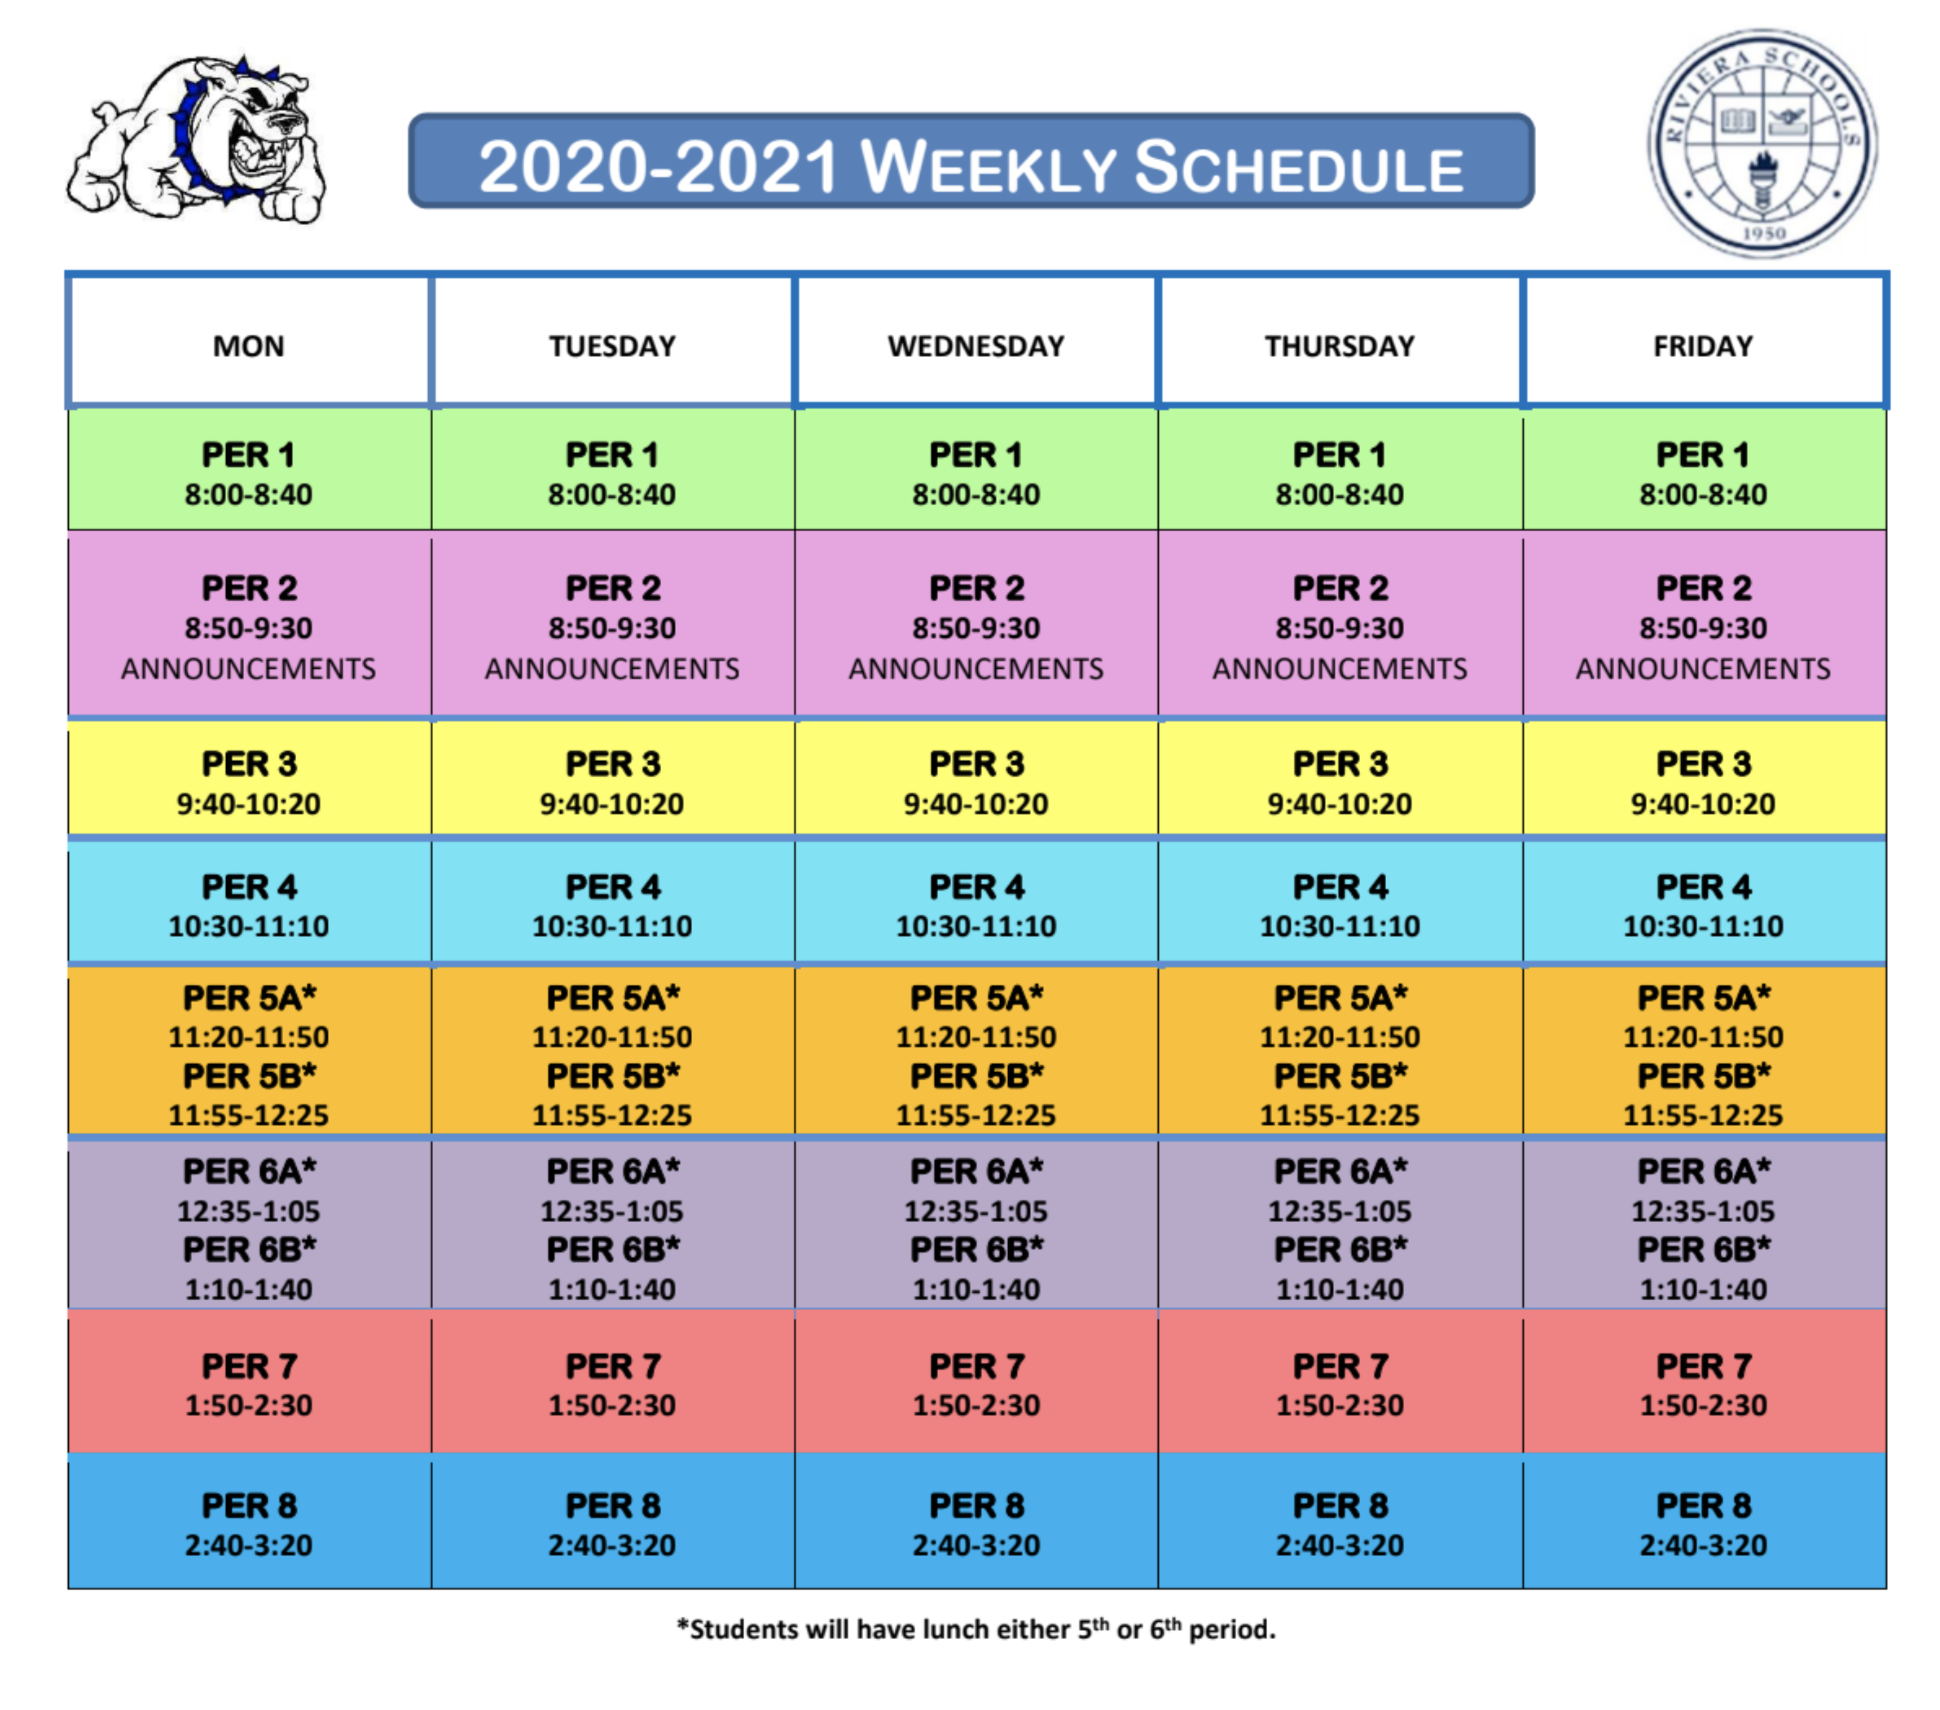 RIVIERA SCHOOLS
1950
2020-2021 WEEKLY SCHEDULE
MON TUESDAY WEDNESDAY THURSDAY FRIDAY
PER 1 PER 1 PER 1 PER 1 PER 1
8:00-8:40 8:00-8:40 8:00-8:40 8:00-8:40 8:00-8:40
PER 2 PER 2 PER 2 PER 2 PER 2
8:50-9:30 8:50-9:30 8:50-9:30 8:50-9:30 8:50-9:30
ANNOUNCEMENTS ANNOUNCEMENTS ANNOUNCEMENTS ANNOUNCEMENTS ANNOUNCEMENTS
PER 3 PER 3 PER 3 PER 3 PER 3
9:40-10:20 9:40-10:20 9:40-10:20 9:40-10:20 9:40-10:20
PER 4 PER 4 PER 4 PER 4 PER 4
10:30-11:10 10:30-11:10 10:30-11:10 10:30-11:10 10:30-11:10
PER 5A* PER 5A* PER 5A* PER 5A* PER 5A*
11:20-11:50 11:20-11:50 11:20-11:50 11:20-11:50 11:20-11:50
PER 5B* PER 5B* PER 5B* PER 5B* PER 5B*
11:55-12:25 11:55-12:25 11:55-12:25 11:55-12:25 11:55-12:25
PER 6A* PER 6A* PER 6A* PER 6A* PER 6A*
12:35-1:05 12:35-1:05 12:35-1:05 12:35-1:05 12:35-1:05
PER 6B* PER 6B* PER 6B* PER 6B* PER 6B*
1:10-1:40 1:10-1:40 1:10-1:40 1:10-1:40 1:10-1:40
PER 7 PER 7 PER 7 PER 7 PER 7
1:50-2:30 1:50-2:30 1:50-2:30 1:50-2:30 1:50-2:30
PER 8 PER 8 PER 8 PER 8 PER 8
2:40-3:20 2:40-3:20 2:40-3:20 2:40-3:20 2:40-3:20
*Students will have lunch either 5th or 6th period.